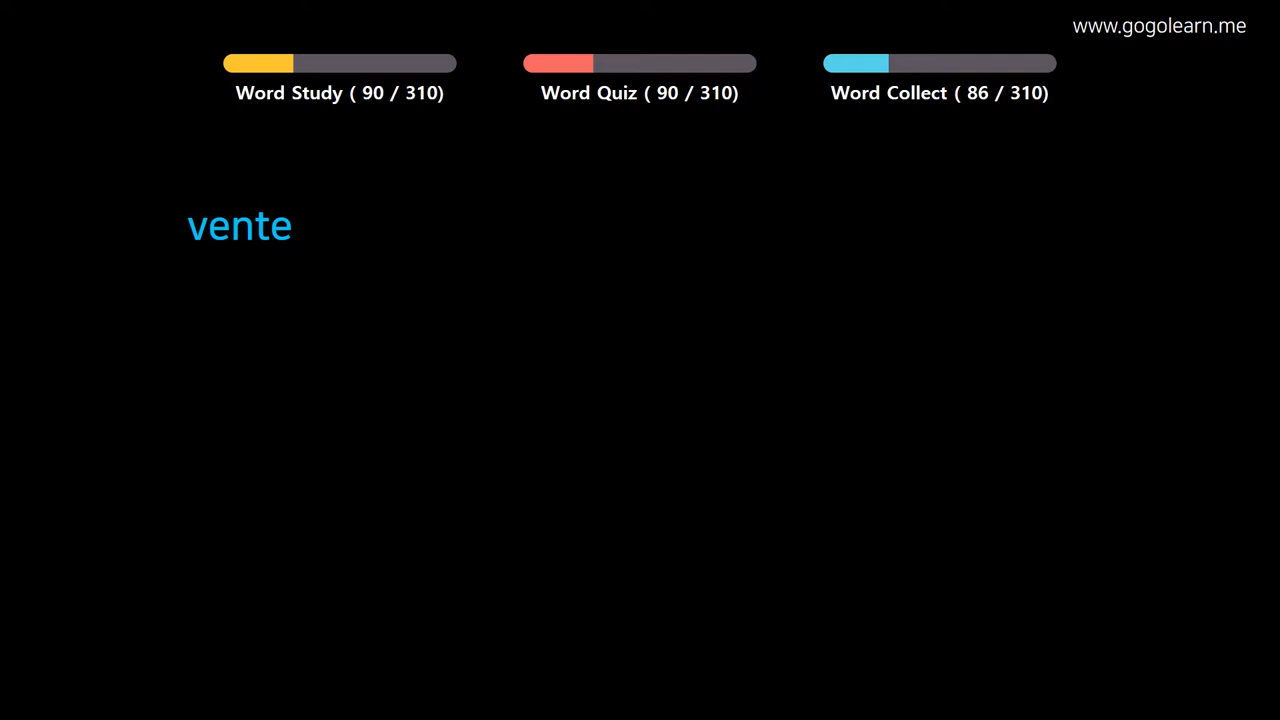 www.gogolearn.me
Word Study ( 90 / 310)
Word Quiz ( 90 / 310)
Word Collect ( 86 / 310)
vente